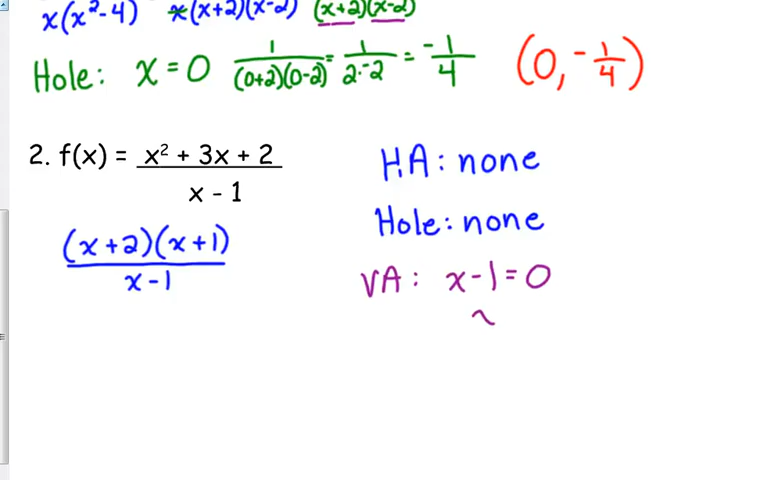 x(x²-4) x(x+2)(x-2) (x+2)(x-2)
Hole: x = 0 1/((0+2)(0-2)) = 1/(2·-2) = -1/4 (0, -1/4)
2. f(x) = (x² + 3x + 2)/(x - 1)
HA: none
Hole: none
((x+2)(x+1))/(x-1)
VA: x-1=0